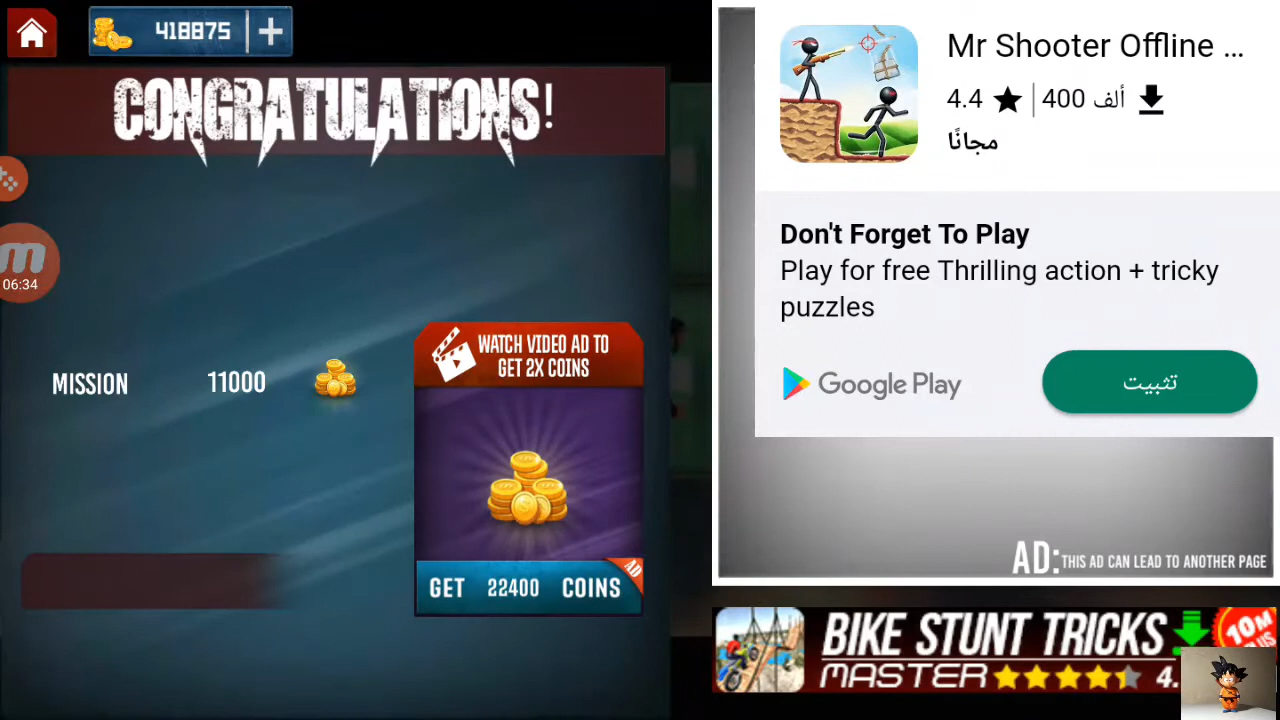 418875
CONGRATULATIONS!
06:34
MISSION 11000
WATCH VIDEO AD TO
GET 2X COINS
GET 22400 COINS
AD
Mr Shooter Offline ...
4.4 ★ | 400 ألف
مجانًا
Don't Forget To Play
Play for free Thrilling action + tricky
puzzles
Google Play
تثبيت
AD: THIS AD CAN LEAD TO ANOTHER PAGE
BIKE STUNT TRICKS
MASTER
4.
10M